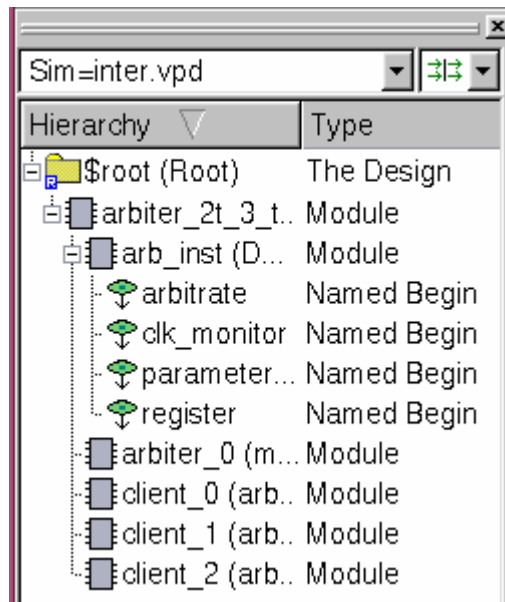 Sim=inter.vpd
Hierarchy Type
$root (Root) The Design
arbiter_2t_3_t.. Module
arb_inst (D... Module
arbitrate Named Begin
clk_monitor Named Begin
parameter... Named Begin
register Named Begin
arbiter_0 (m... Module
client_0 (arb.. Module
client_1 (arb.. Module
client_2 (arb.. Module